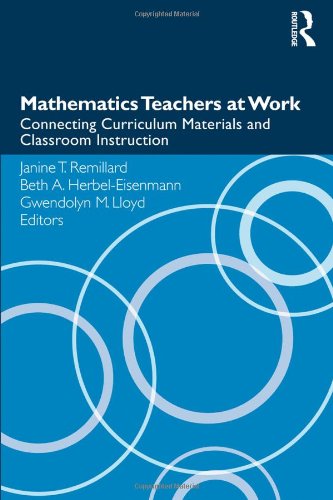 ROUTLEDGE
Mathematics Teachers at Work
Connecting Curriculum Materials and
Classroom Instruction
Janine T. Remillard
Beth A. Herbel-Eisenmann
Gwendolyn M. Lloyd
Editors